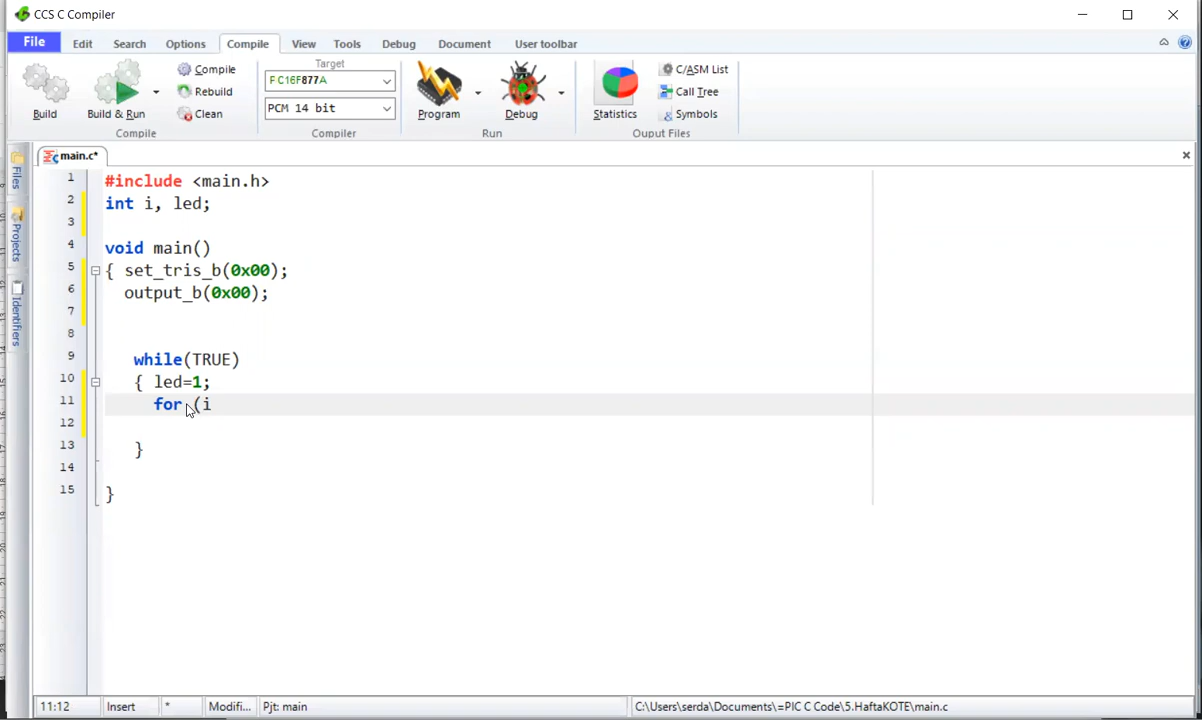 CCS C Compiler
File Edit Search Options Compile View Tools Debug Document User toolbar
Build
Build & Run
Compile
Rebuild
Clean
Compile
Target
PIC16F877A
PCM 14 bit
Compiler
Program
Debug
Run
Statistics
C/ASM List
Call Tree
Symbols
Ouput Files
Files
Projects
Identifiers
main.c*
1 #include <main.h>
2 int i, led;
3
4 void main()
5 { set_tris_b(0x00);
6 output_b(0x00);
7
8
9 while(TRUE)
10 { led=1;
11 for (i
12
13 }
14
15 }
11:12 Insert * Modifi... Pjt: main C:\Users\serda\Documents\=PIC C Code\5.HaftaKOTE\main.c